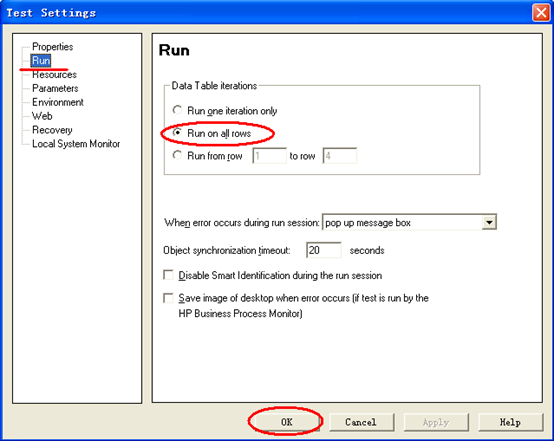 Test Settings
Properties
Run
Resources
Parameters
Environment
Web
Recovery
Local System Monitor
Run
Data Table iterations
Run one iteration only
Run on all rows
Run from row 1 to row 4
When error occurs during run session: pop up message box
Object synchronization timeout: 20 seconds
Disable Smart Identification during the run session
Save image of desktop when error occurs (if test is run by the
HP Business Process Monitor)
OK Cancel Apply Help